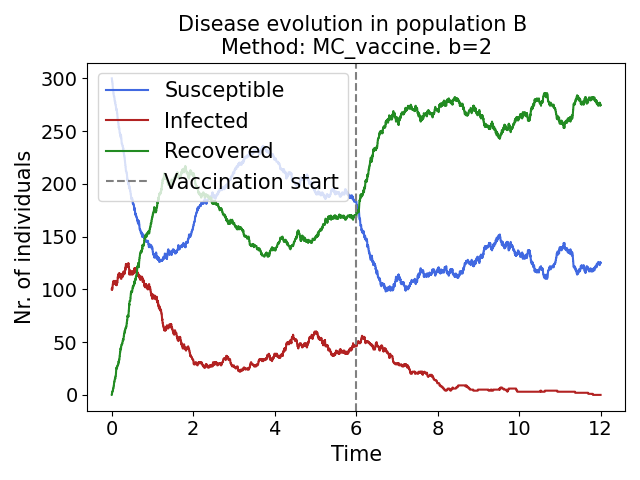 Disease evolution in population B
Method: MC_vaccine. b=2
Susceptible
Infected
Recovered
Vaccination start
Nr. of individuals
300
250
200
150
100
50
0
0 2 4 6 8 10 12
Time